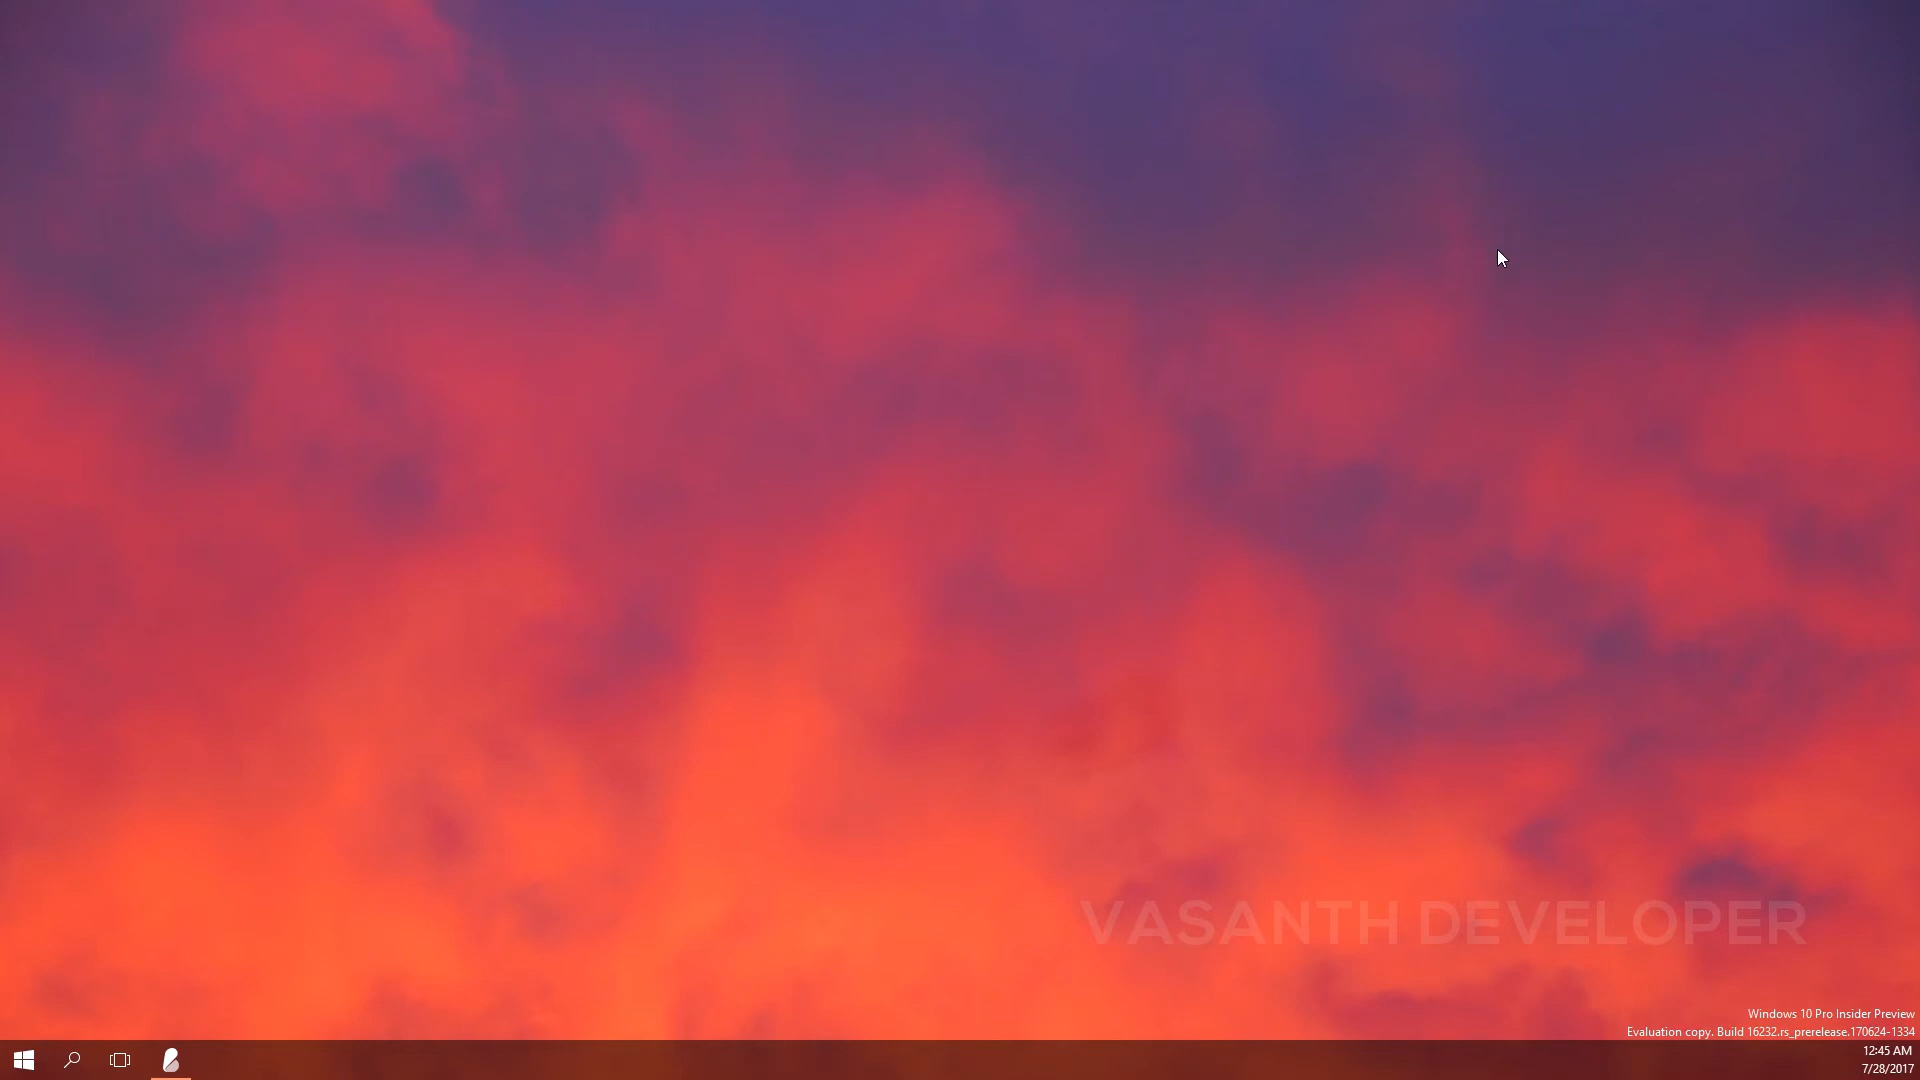 VASANTH DEVELOPER
Windows 10 Pro Insider Preview
Evaluation copy. Build 16232.rs_prerelease.170624-1334
12:45 AM
7/28/2017